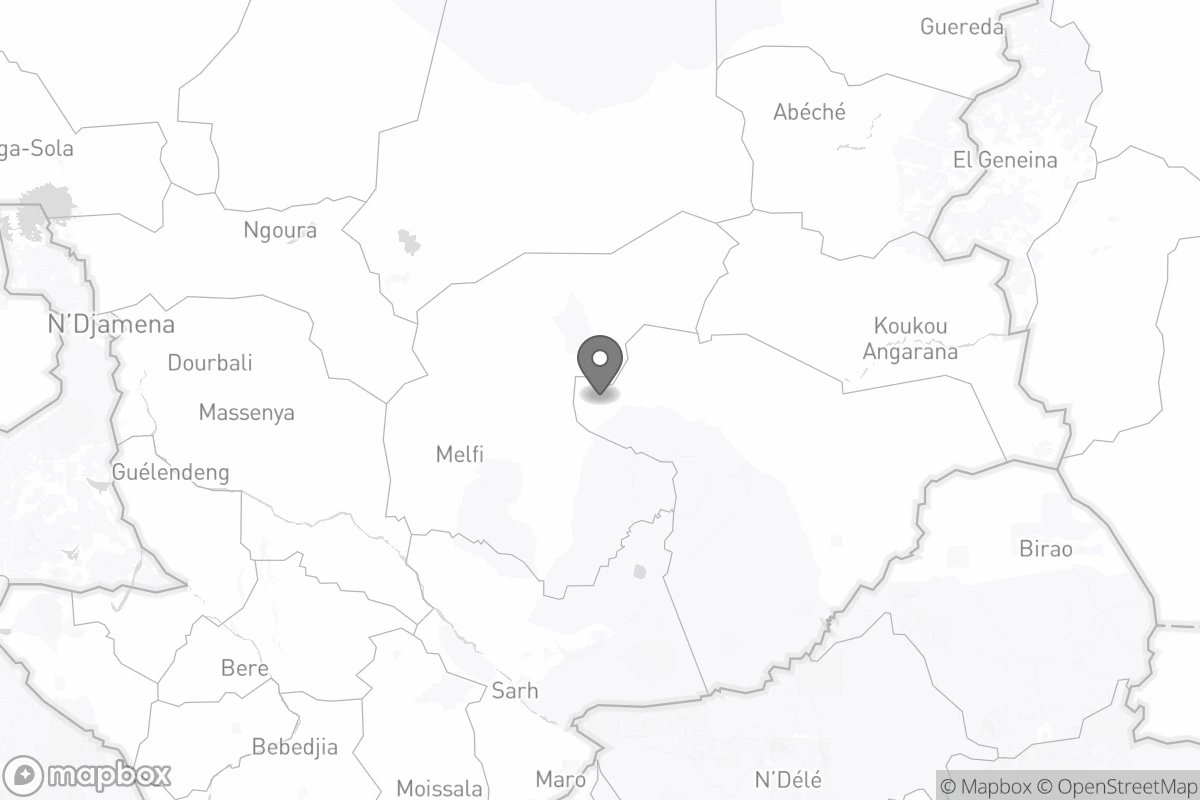 Guereda
Abéché
ga-Sola
El Geneina
Ngoura
N'Djamena
Koukou
Angarana
Dourbali
Massenya
Melfi
Guélendeng
Birao
Bere
Sarh
Bebedjia
Maro
N'Délé
Moissala
mapbox
© Mapbox © OpenStreetMap